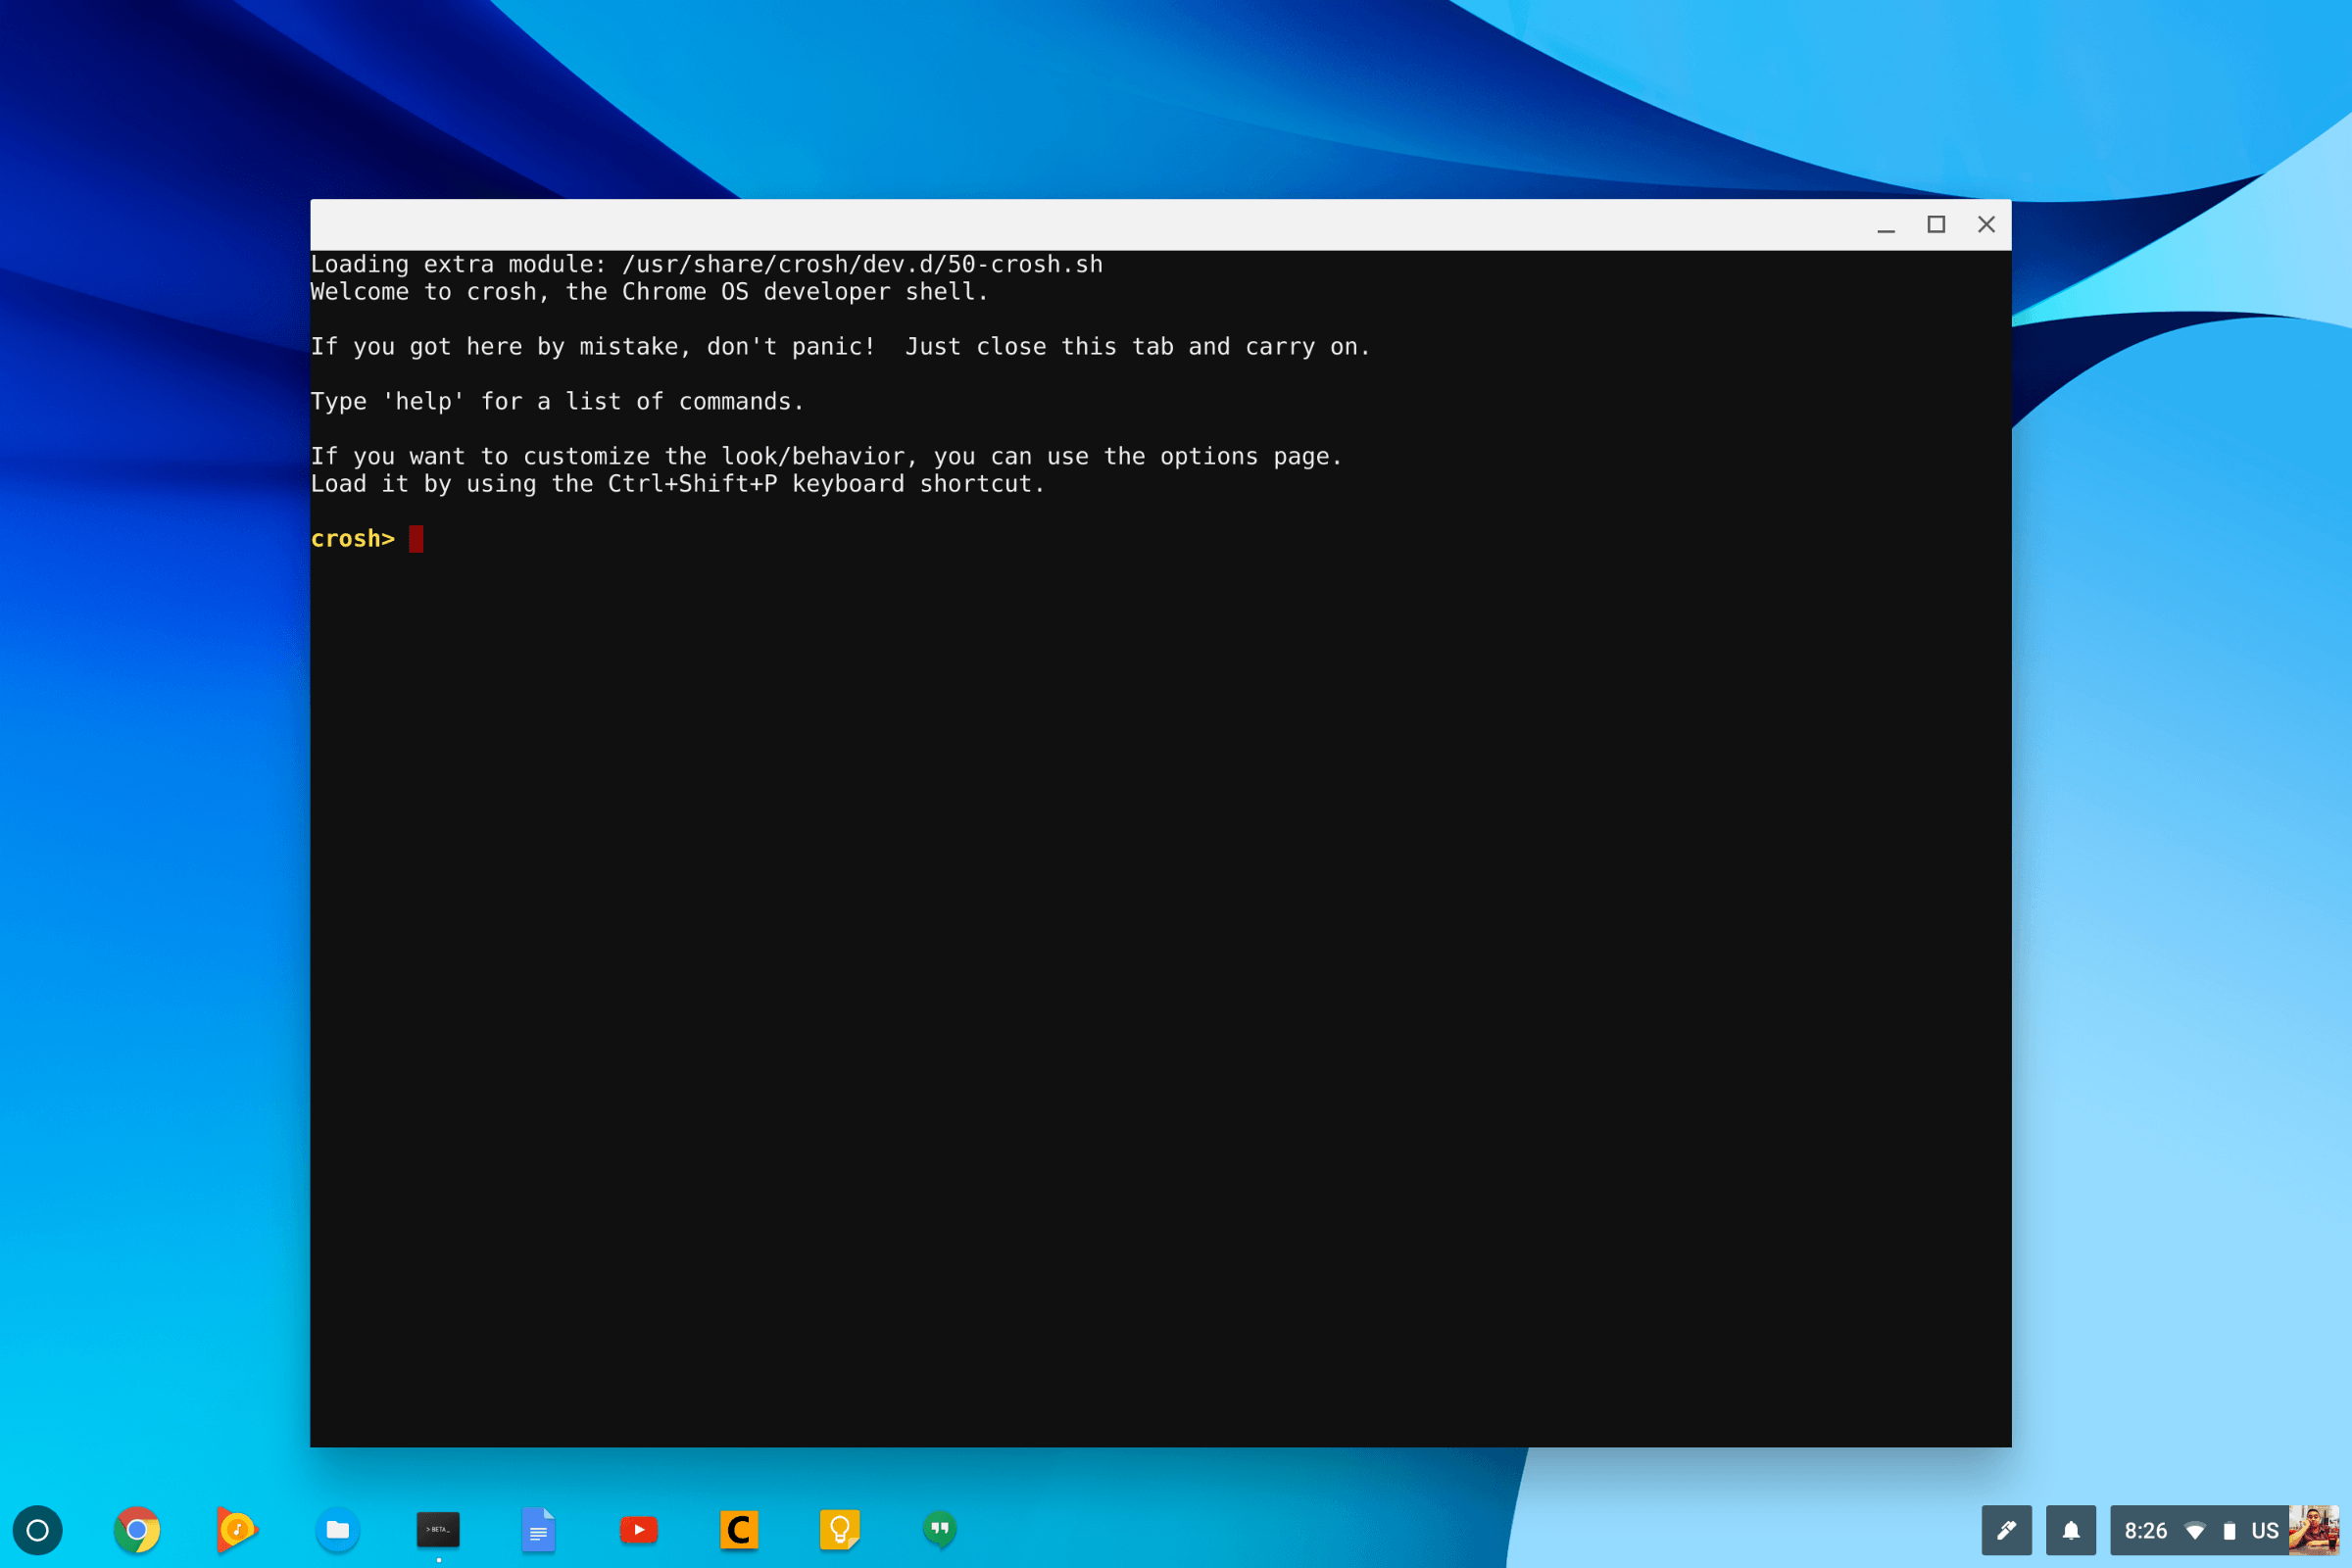 Loading extra module: /usr/share/crosh/dev.d/50-crosh.sh
Welcome to crosh, the Chrome OS developer shell.
If you got here by mistake, don't panic!  Just close this tab and carry on.
Type 'help' for a list of commands.
If you want to customize the look/behavior, you can use the options page.
Load it by using the Ctrl+Shift+P keyboard shortcut.
crosh>
>BETA_
C
8:26 US